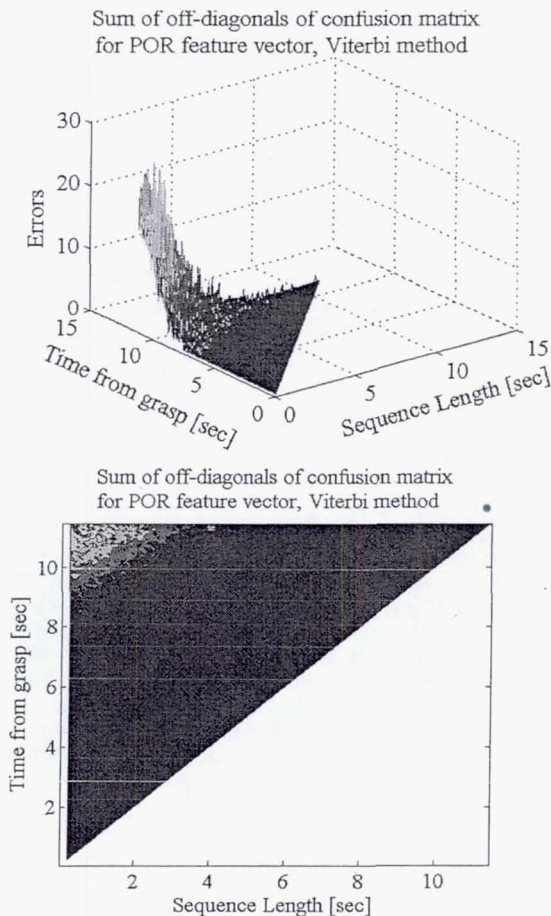 Sum of off-diagonals of confusion matrix
for POR feature vector, Viterbi method
30
20
10
0
Errors
15
10
5
0
Time from grasp [sec]
0
5
10
15
Sequence Length [sec]
Sum of off-diagonals of confusion matrix
for POR feature vector, Viterbi method
10
8
6
4
2
Time from grasp [sec]
2
4
6
8
10
Sequence Length [sec]